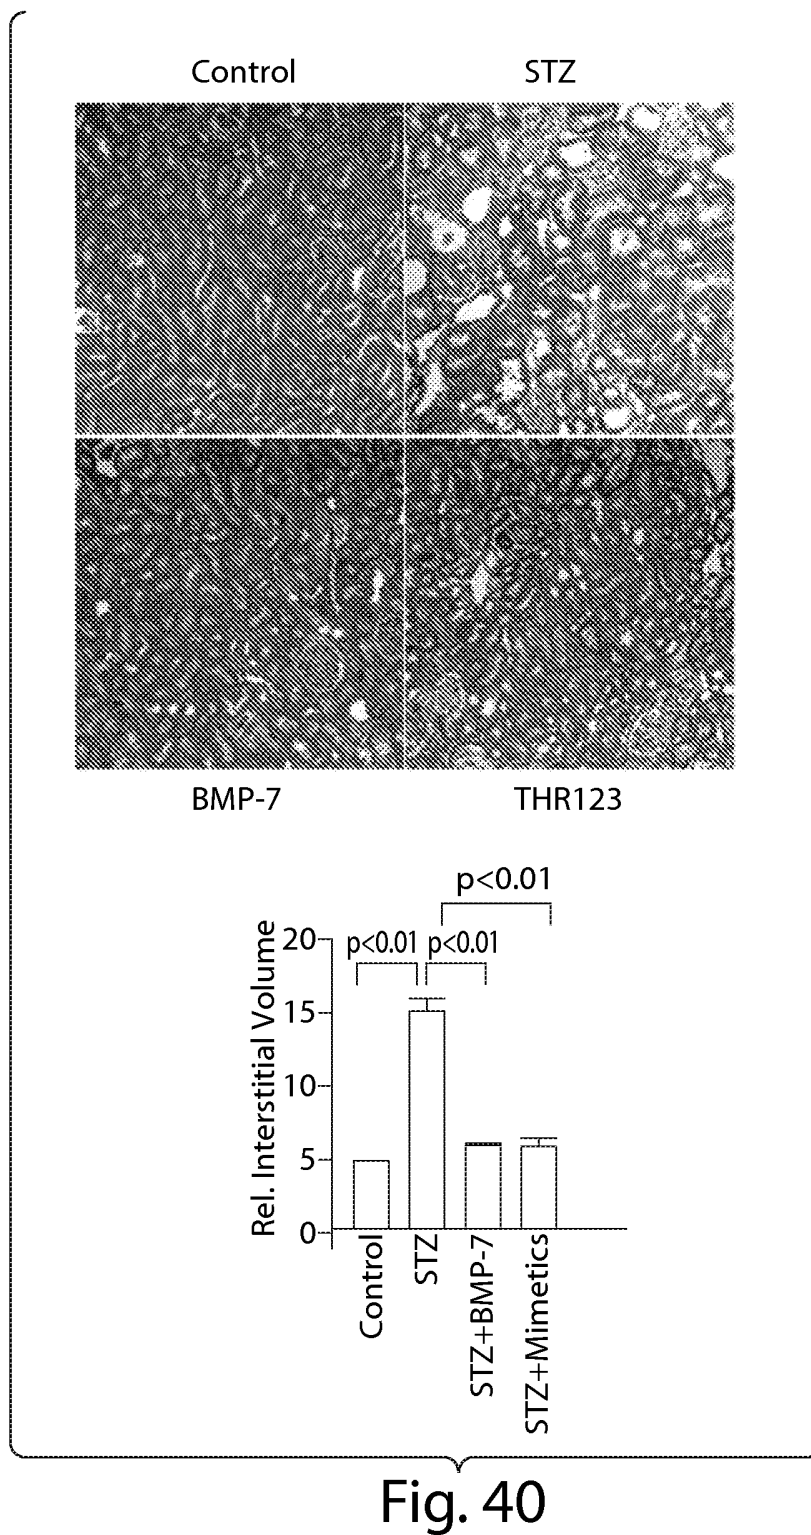 Control STZ
BMP-7 THR123
p<0.01
p<0.01 p<0.01
Rel. Interstitial Volume
20
15
10
5
0
Control
STZ
STZ+BMP-7
STZ+Mimetics
Fig. 40